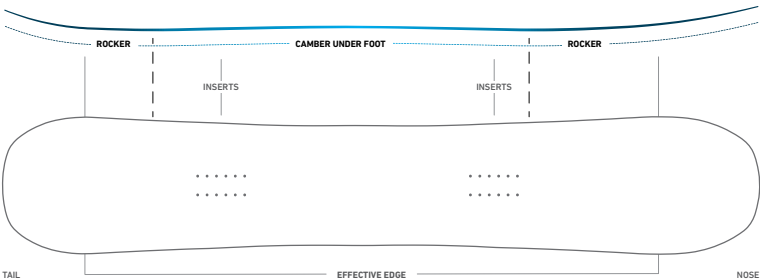 ROCKER CAMBER UNDER FOOT ROCKER
INSERTS INSERTS
TAIL EFFECTIVE EDGE NOSE